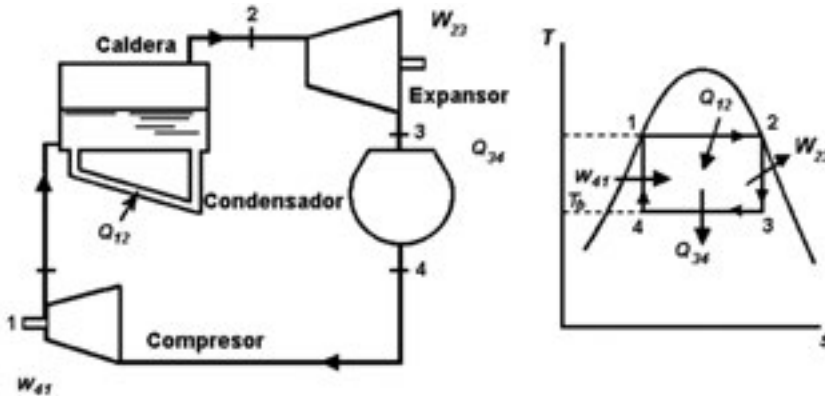 2
W23
Caldera
Expansor
3
Q34
Condensador
Q12
4
1
Compresor
W41
T
Q12
1
2
W23
W41
Tb
4
3
Q34
s